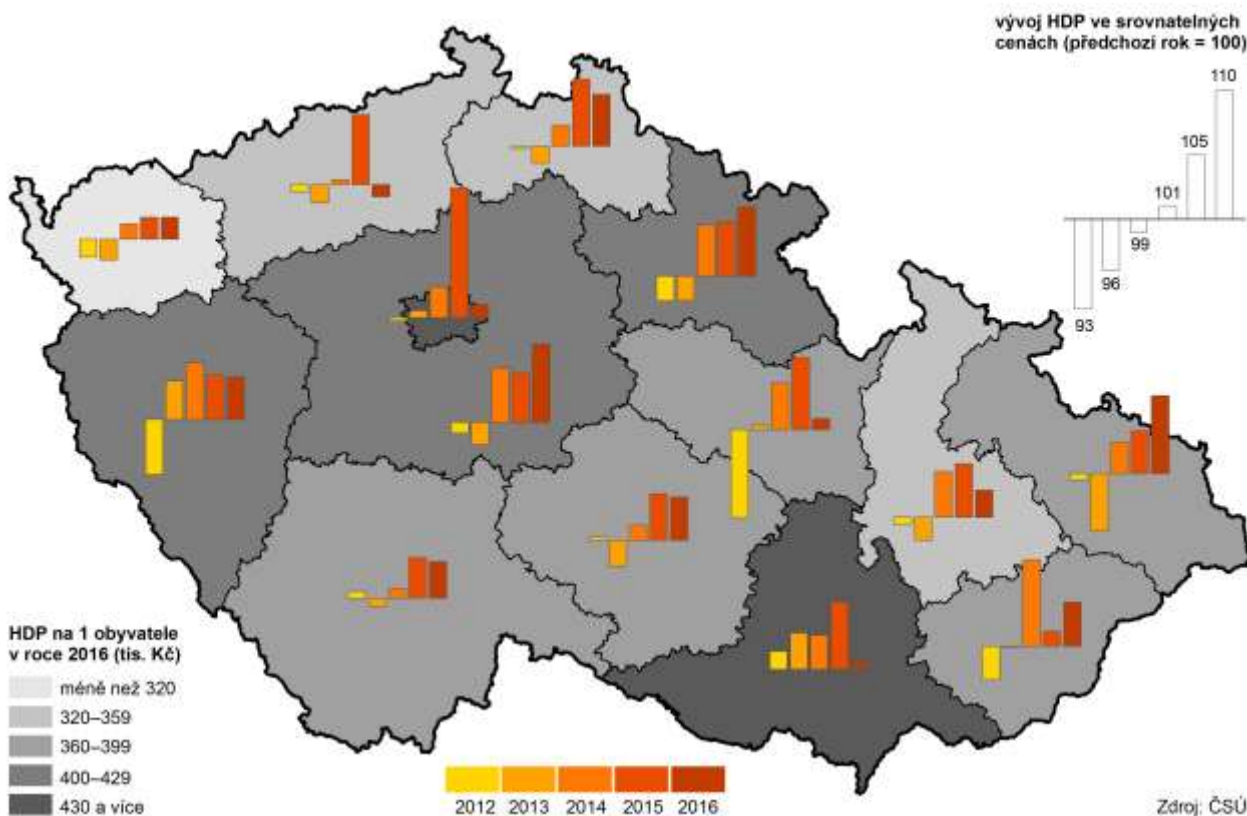 vývoj HDP ve srovnatelných
cenách (předchozí rok = 100)
110
105
101
99
96
93
HDP na 1 obyvatele
v roce 2016 (tis. Kč)
méně než 320
320–359
360–399
400–429
430 a více
2012 2013 2014 2015 2016
Zdroj: ČSÚ